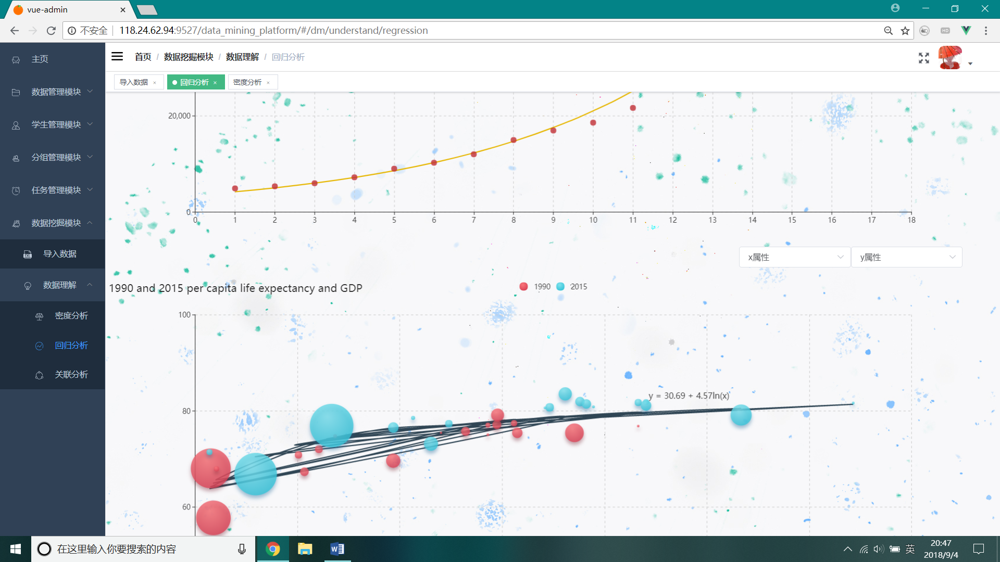 vue-admin
不安全 118.24.62.94:9527/data_mining_platform/#/dm/understand/regression
HD
主页
数据管理模块
学生管理模块
分组管理模块
任务管理模块
数据挖掘模块
导入数据
数据理解
密度分析
回归分析
关联分析
首页 / 数据挖掘模块 / 数据理解 / 回归分析
导入数据 × 回归分析 × 密度分析 ×
20,000
0
0 1 2 3 4 5 6 7 8 9 10 11 12 13 14 15 16 17 18
x属性 y属性
1990 and 2015 per capita life expectancy and GDP
1990 2015
100
80
60
y = 30.69 + 4.57ln(x)
在这里输入你要搜索的内容
英
20:47
2018/9/4